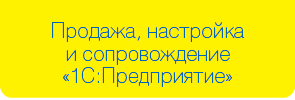 Продажа, настройка
и сопровождение
«1С:Предприятие»